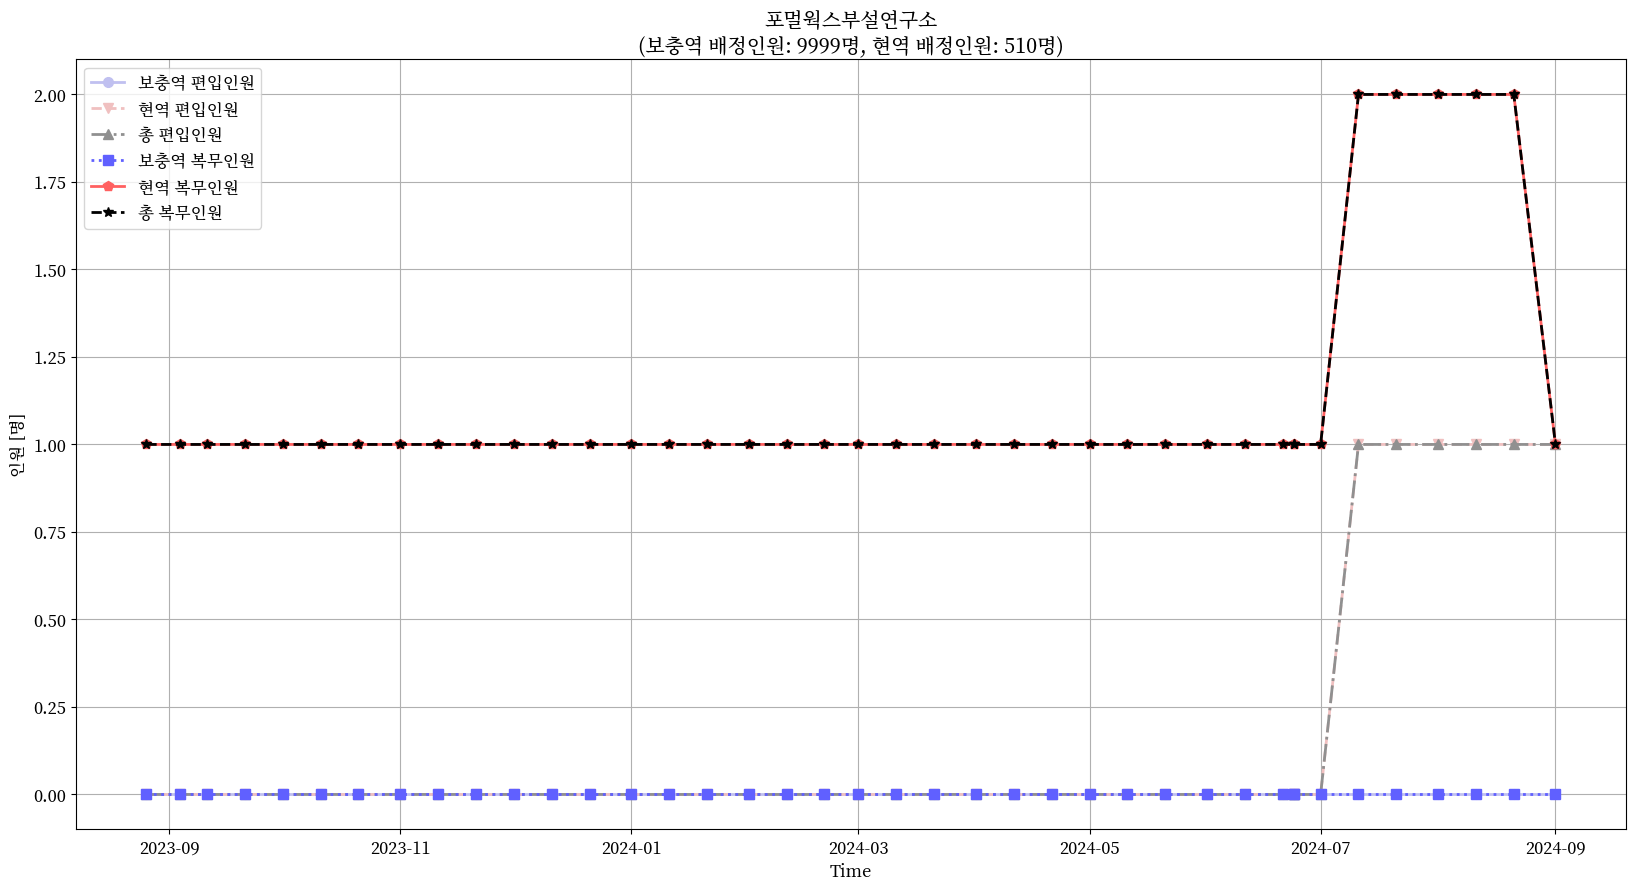 포멀웍스부설연구소
(보충역 배정인원: 9999명, 현역 배정인원: 510명)
보충역 편입인원
현역 편입인원
총 편입인원
보충역 복무인원
현역 복무인원
총 복무인원
인원 [명]
2.00
1.75
1.50
1.25
1.00
0.75
0.50
0.25
0.00
2023-09
2023-11
2024-01
2024-03
2024-05
2024-07
2024-09
Time